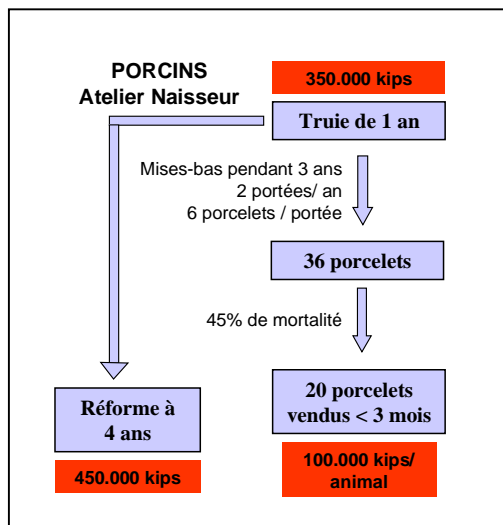 PORCINS
Atelier Naisseur
350.000 kips
Truie de 1 an
Mises-bas pendant 3 ans
2 portées/ an
6 porcelets / portée
36 porcelets
45% de mortalité
Réforme à
4 ans
450.000 kips
20 porcelets
vendus < 3 mois
100.000 kips/
animal